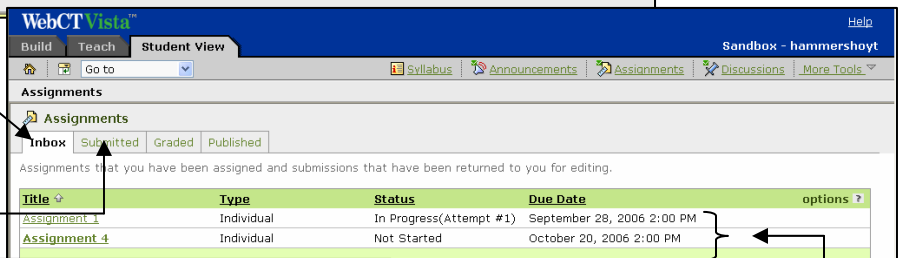 WebCT Vista™ Help
Build Teach Student View Sandbox - hammershoyt
Go to Syllabus Announcements Assignments Discussions More Tools
Assignments
Assignments
Inbox Submitted Graded Published
Assignments that you have been assigned and submissions that have been returned to you for editing.
Title Type Status Due Date options ?
Assignment 1 Individual In Progress(Attempt #1) September 28, 2006 2:00 PM
Assignment 4 Individual Not Started October 20, 2006 2:00 PM